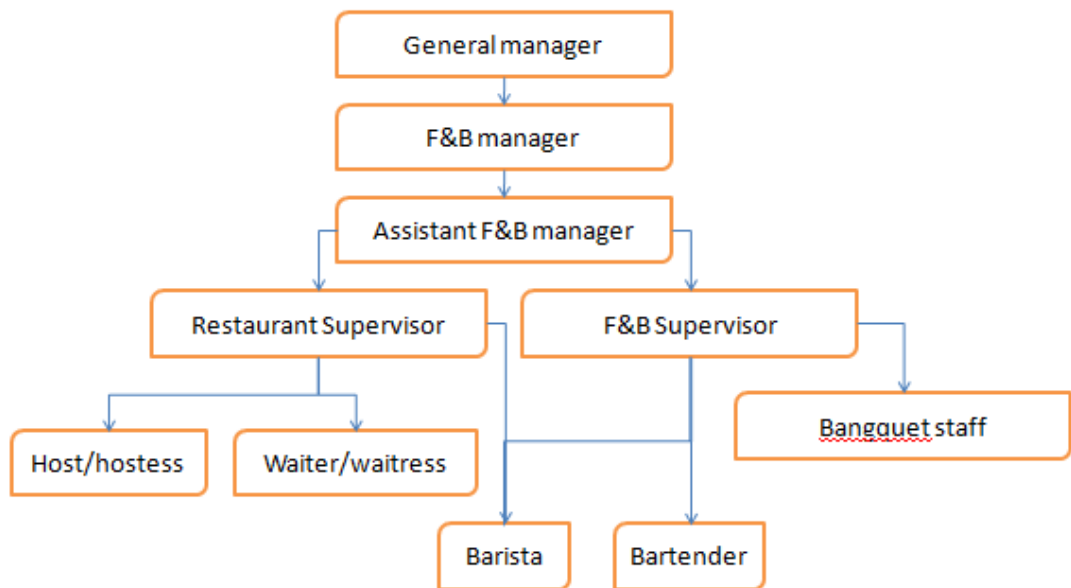 General manager
F&B manager
Assistant F&B manager
Restaurant Supervisor
F&B Supervisor
Bangquet staff
Host/hostess
Waiter/waitress
Barista
Bartender